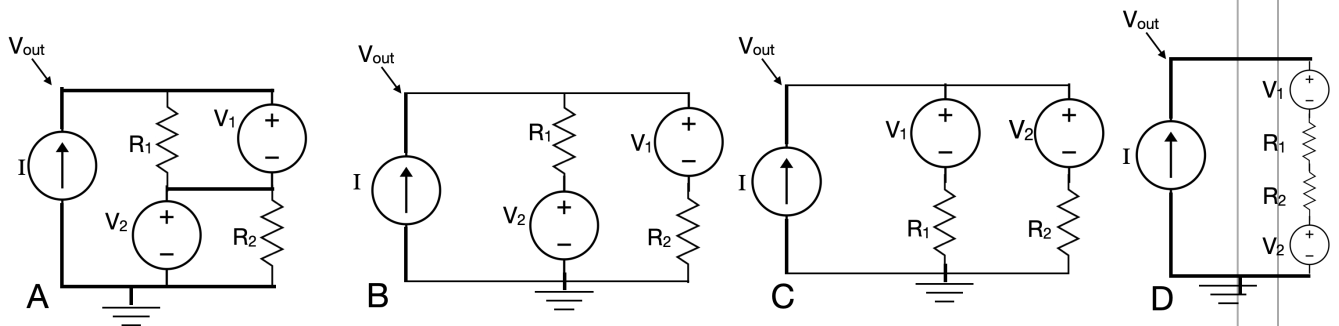 Vout
I
R1
V1
+
−
V2
+
−
R2
A
Vout
I
R1
V1
+
−
V2
+
−
R2
B
Vout
I
V1
+
−
V2
+
−
R1
R2
C
Vout
I
V1
+
−
R1
R2
V2
+
−
D